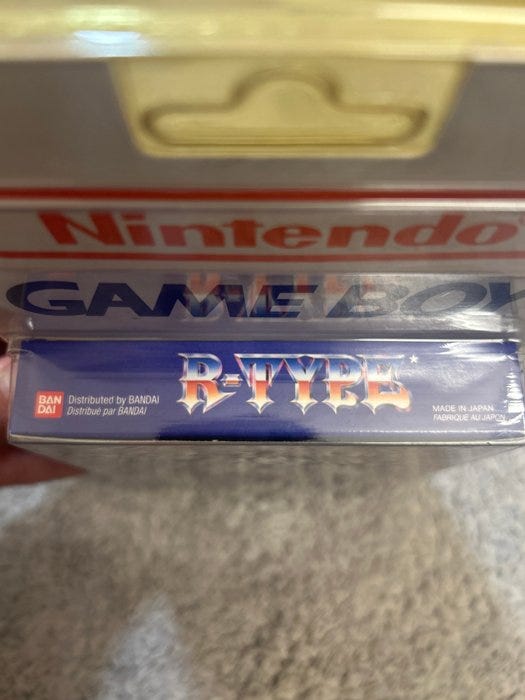 Nintendo
GAME BOY
R-TYPE*
BAN
DAI
Distributed by BANDAI
Distribué par BANDAI
MADE IN JAPAN
FABRIQUE AU JAPON